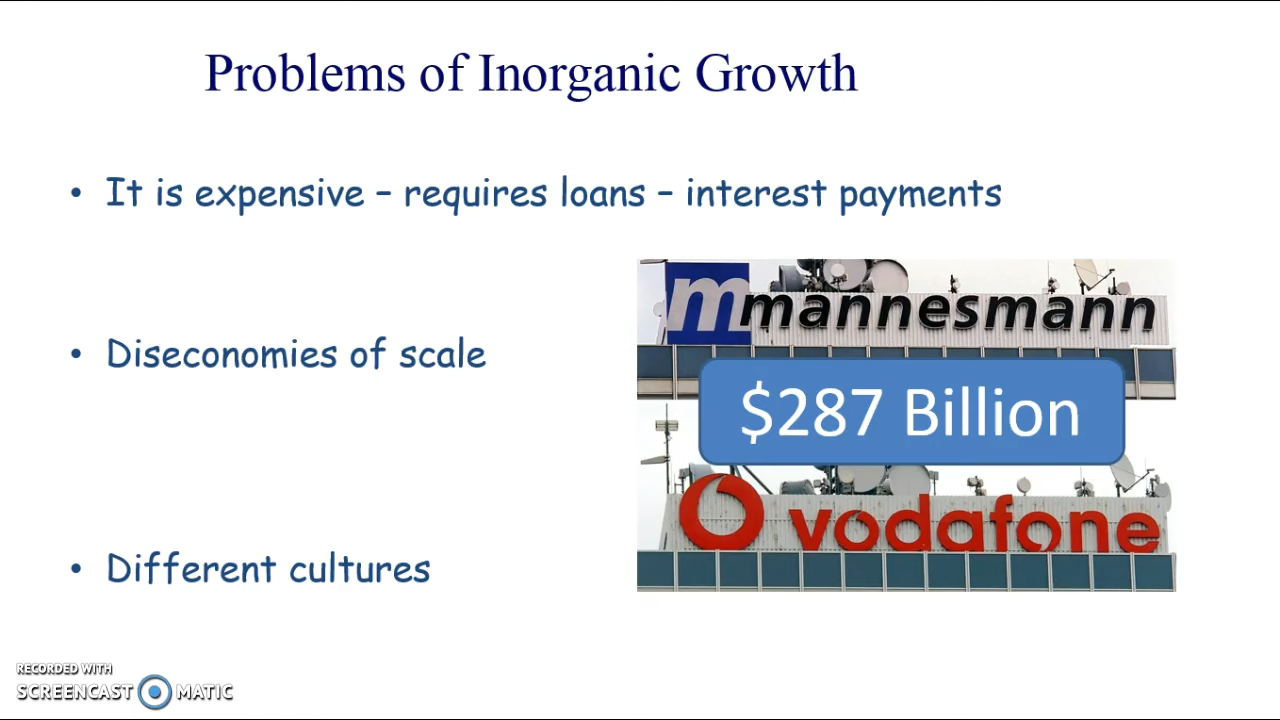 Problems of Inorganic Growth
• It is expensive – requires loans – interest payments
• Diseconomies of scale
• Different cultures
m mannesmann
$287 Billion
vodafone
RECORDED WITH
SCREENCAST MATIC